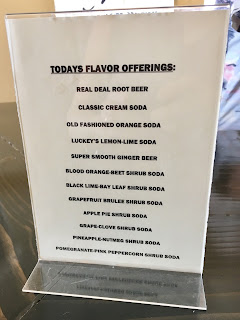 TODAYS FLAVOR OFFERINGS:
REAL DEAL ROOT BEER
CLASSIC CREAM SODA
OLD FASHIONED ORANGE SODA
LUCKEY'S LEMON-LIME SODA
SUPER SMOOTH GINGER BEER
BLOOD ORANGE-BEET SHRUB SODA
BLACK LIME-BAY LEAF SHRUB SODA
GRAPEFRUIT BRULEE SHRUB SODA
APPLE PIE SHRUB SODA
GRAPE-CLOVE SHRUB SODA
PINEAPPLE-NUTMEG SHRUB SODA
POMEGRANATE-PINK PEPPERCORN SHRUB SODA